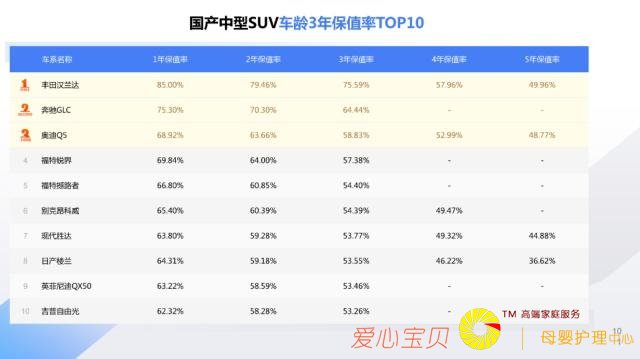 国产中型SUV车龄3年保值率TOP10
车系名称 1年保值率 2年保值率 3年保值率 4年保值率 5年保值率
1 丰田汉兰达 85.00% 79.46% 75.59% 57.96% 49.96%
2 奔驰GLC 75.30% 70.30% 64.44% - -
3 奥迪Q5 68.92% 63.66% 58.83% 52.99% 48.77%
4 福特锐界 69.84% 64.00% 57.38% - -
5 福特撼路者 66.80% 60.85% 54.40% - -
6 别克昂科威 65.40% 60.39% 54.39% 49.47% -
7 现代胜达 63.80% 59.28% 53.77% 49.32% 44.88%
8 日产楼兰 64.31% 59.18% 53.55% 46.22% 36.62%
9 英菲尼迪QX50 63.22% 58.59% 53.46% - -
10 吉普自由光 62.32% 58.28% 53.26%
爱心宝贝 TM 高端家庭服务
母婴护理中心
10